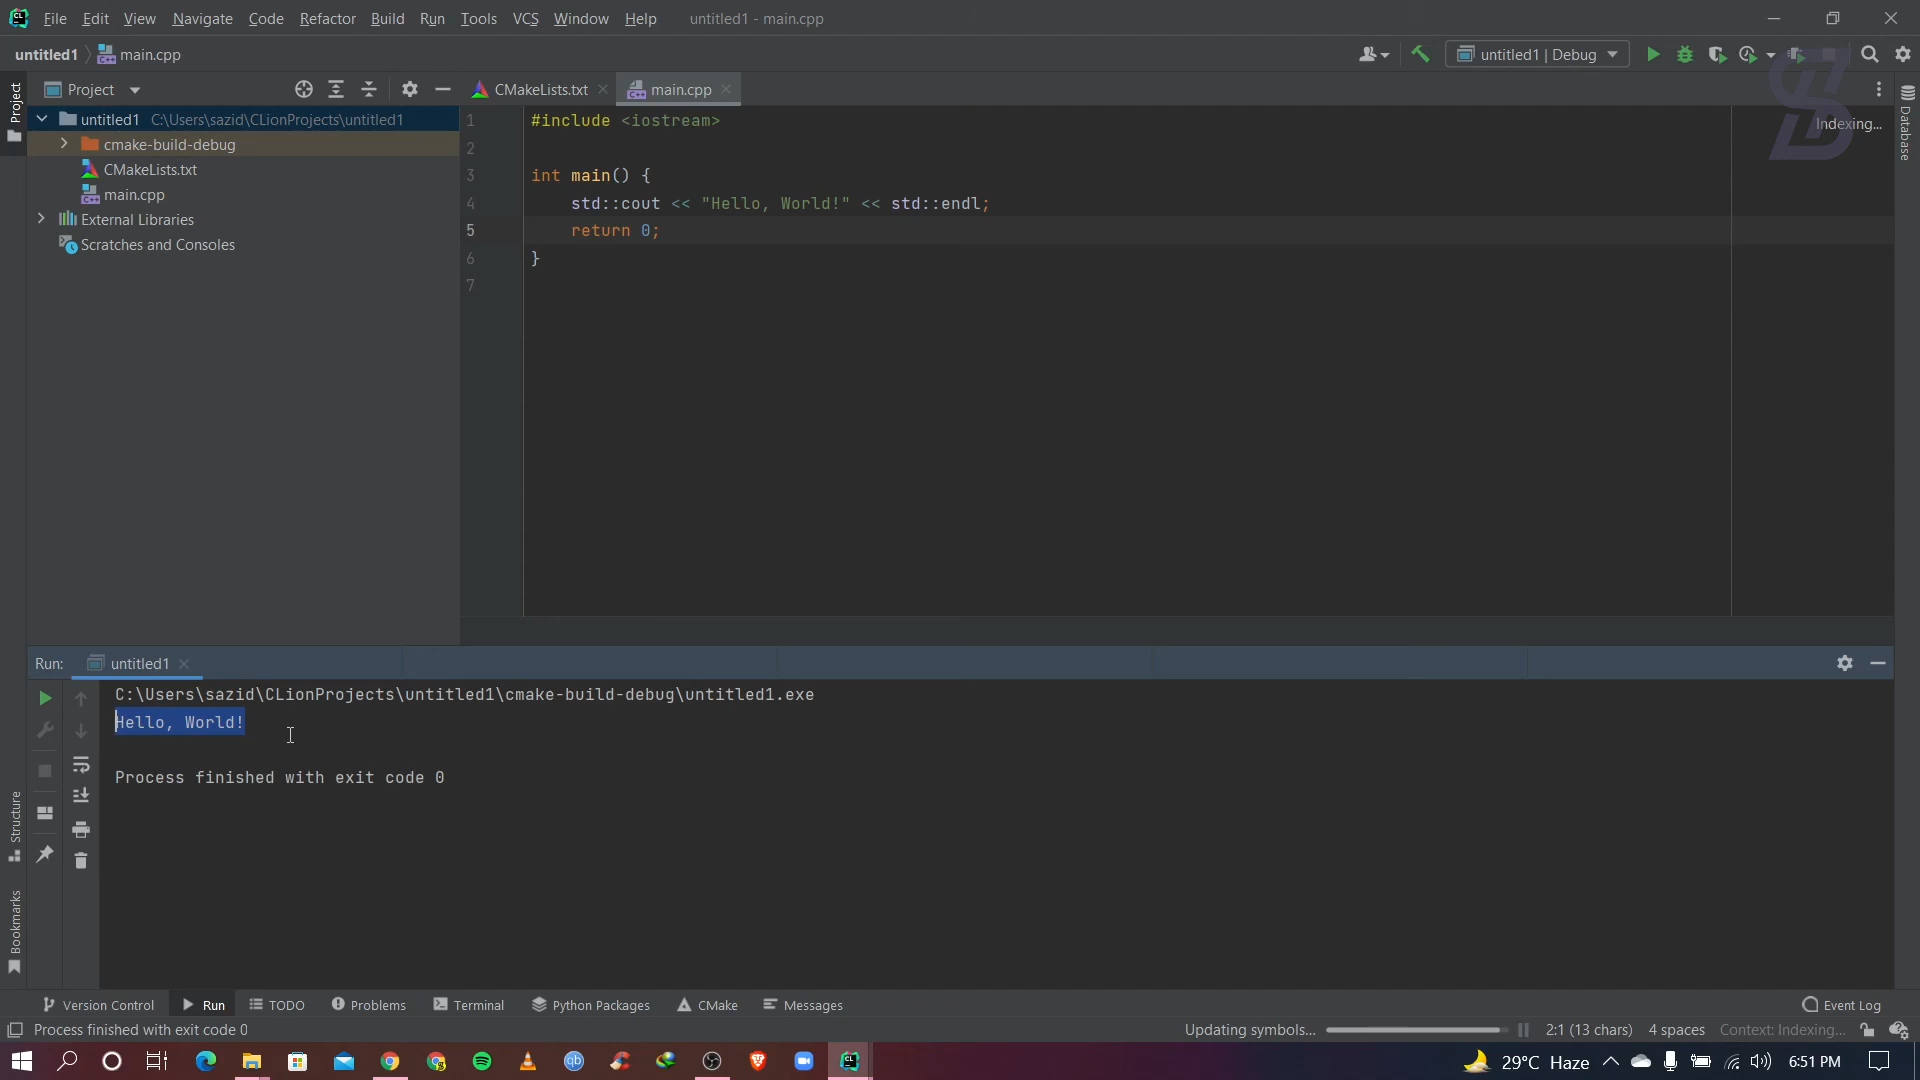 File Edit View Navigate Code Refactor Build Run Tools VCS Window Help untitled1 - main.cpp
untitled1 main.cpp untitled1 | Debug
Project CMakeLists.txt main.cpp
Project
Database
Indexing...
untitled1 C:\Users\sazid\CLionProjects\untitled1
cmake-build-debug
CMakeLists.txt
main.cpp
External Libraries
Scratches and Consoles
1 #include <iostream>
2
3 int main() {
4 std::cout << "Hello, World!" << std::endl;
5 return 0;
6 }
7
Run: untitled1
C:\Users\sazid\CLionProjects\untitled1\cmake-build-debug\untitled1.exe
Hello, World!
Process finished with exit code 0
Structure
Bookmarks
Version Control Run TODO Problems Terminal Python Packages CMake Messages Event Log
Process finished with exit code 0 Updating symbols... 2:1 (13 chars) 4 spaces Context: Indexing...
29°C Haze 6:51 PM